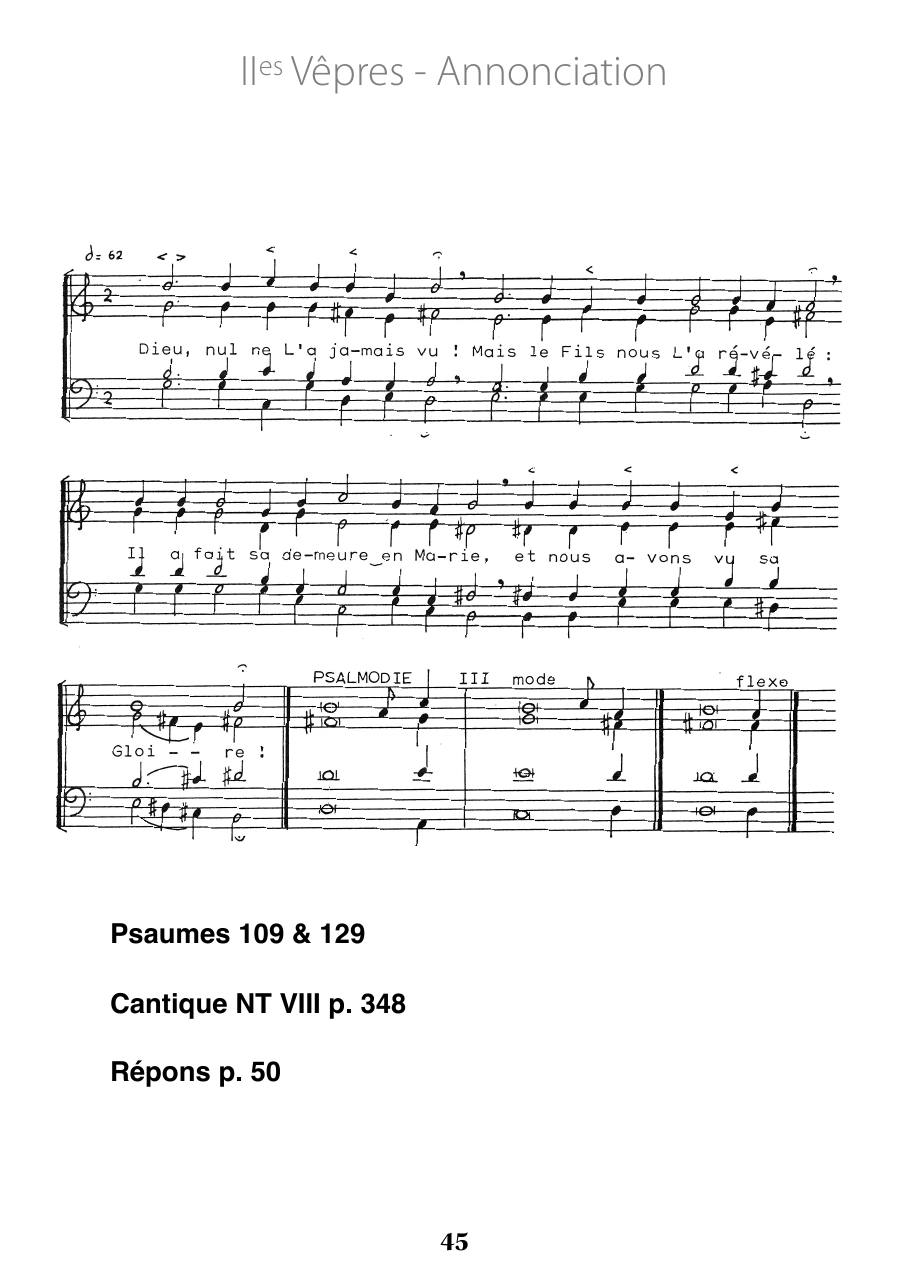 IIes Vêpres - Annonciation
= 62
2
Dieu, nul ne L'a ja-mais vu ! Mais le Fils nous L'a ré-vé- lé :
2
Il a fait sa de-meure en Ma-rie, et nous a- vons vu sa
PSALMODIE III mode flexe
Gloi - - re !
Psaumes 109 & 129
Cantique NT VIII p. 348
Répons p. 50
45